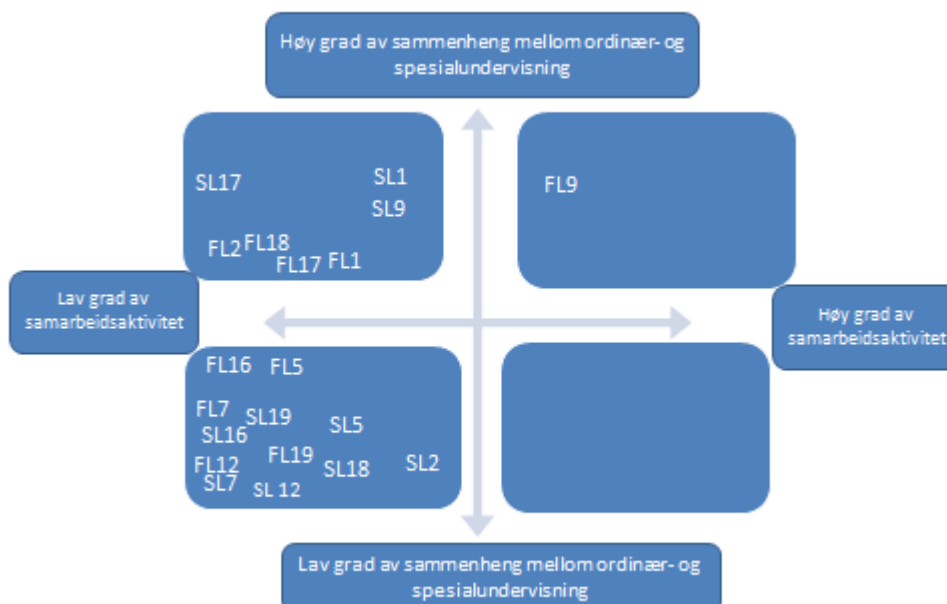 Høy grad av sammenheng mellom ordinær- og
spesialundervisning
SL17
SL1
SL9
FL2
FL18
FL17
FL1
FL9
Lav grad av
samarbeidsaktivitet
Høy grad av
samarbeidsaktivitet
FL16
FL5
FL7
SL19
SL5
SL16
FL19
FL12
SL18
SL2
SL7
SL 12
Lav grad av sammenheng mellom ordinær- og
spesialundervisning